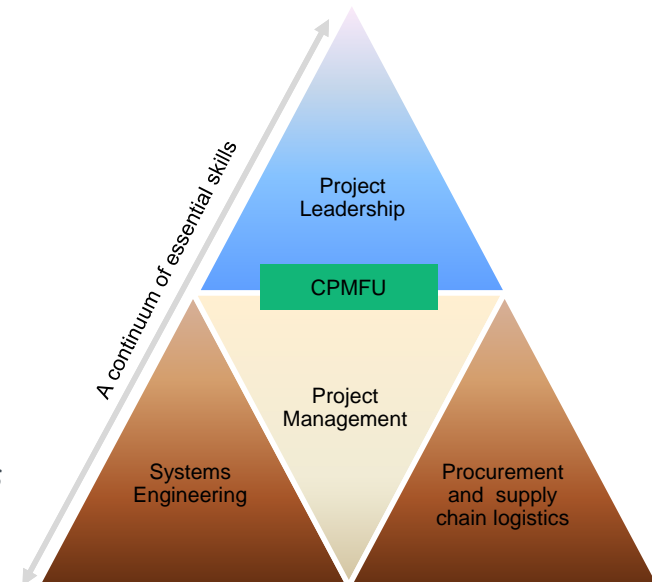 A continuum of essential skills
Project
Leadership
CPMFU
Project
Management
Systems
Engineering
Procurement
and supply
chain logistics